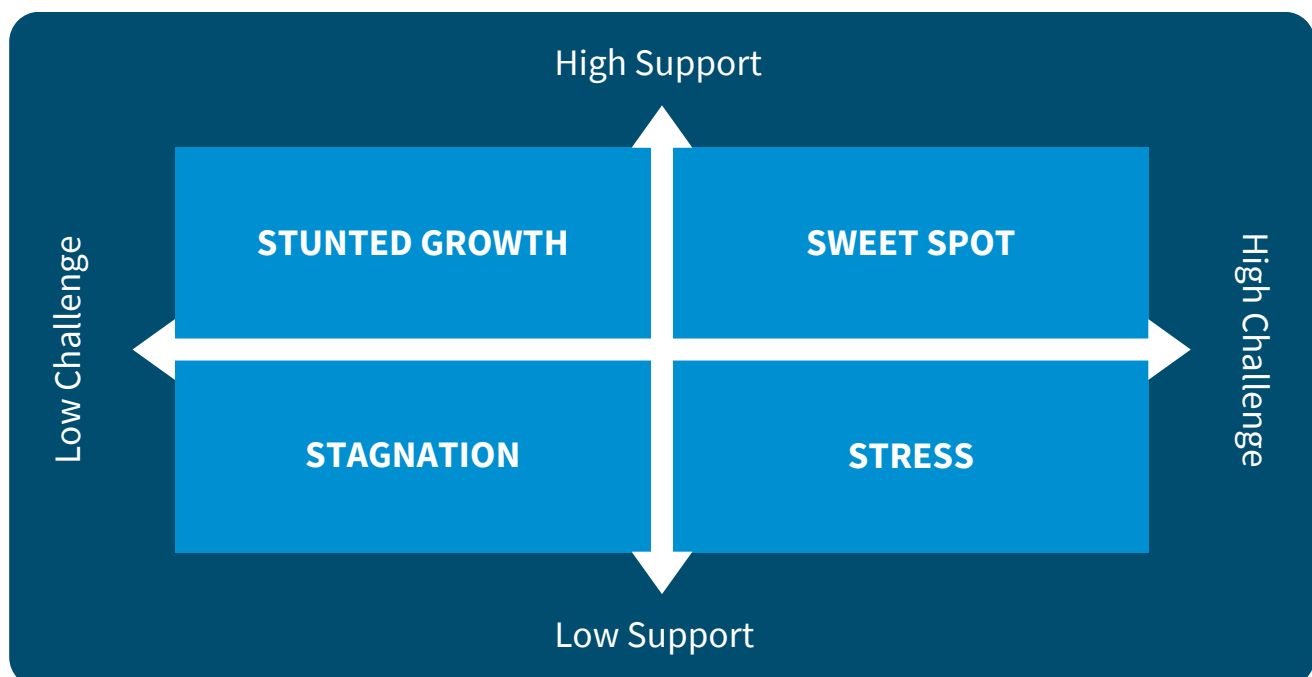 High Support
STUNTED GROWTH
SWEET SPOT
Low Challenge
High Challenge
STAGNATION
STRESS
Low Support